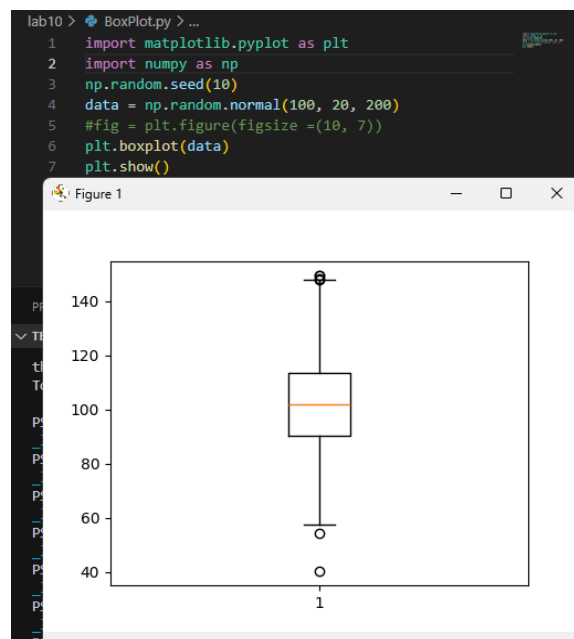 lab10 > BoxPlot.py > ...
1 import matplotlib.pyplot as plt
2 import numpy as np
3 np.random.seed(10)
4 data = np.random.normal(100, 20, 200)
5 #fig = plt.figure(figsize =(10, 7))
6 plt.boxplot(data)
7 plt.show()
Figure 1
140
120
100
80
60
40
1